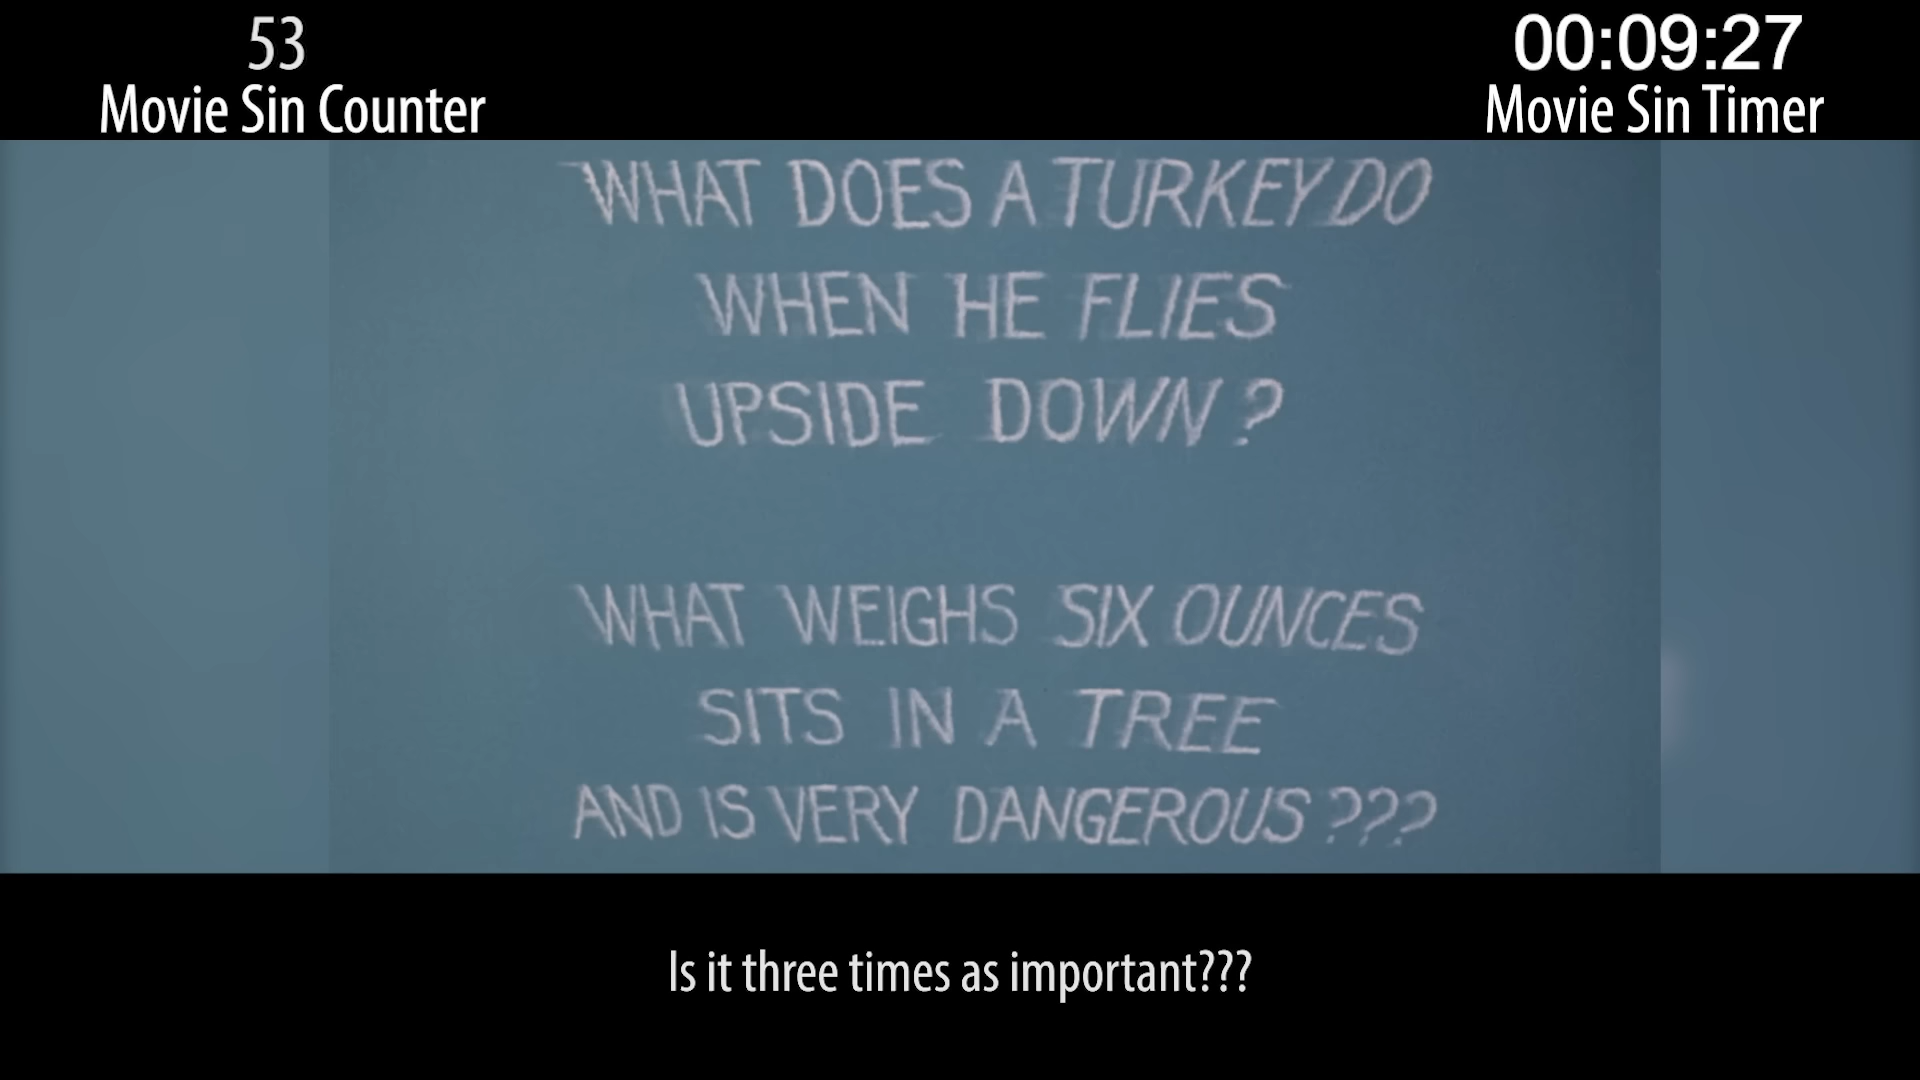 53
Movie Sin Counter
00:09:27
Movie Sin Timer
WHAT DOES A TURKEY DO
WHEN HE FLIES
UPSIDE DOWN?
WHAT WEIGHS SIX OUNCES
SITS IN A TREE
AND IS VERY DANGEROUS???
Is it three times as important???